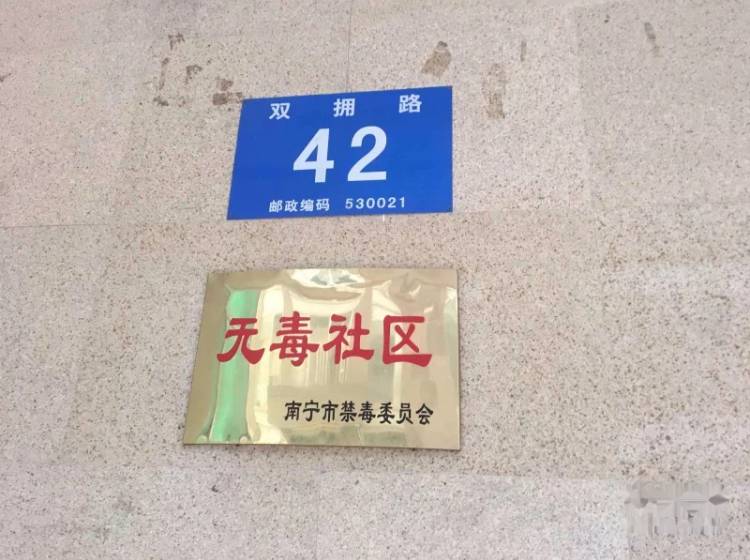 双拥路
42
邮政编码 530021
无毒社区
南宁市禁毒委员会